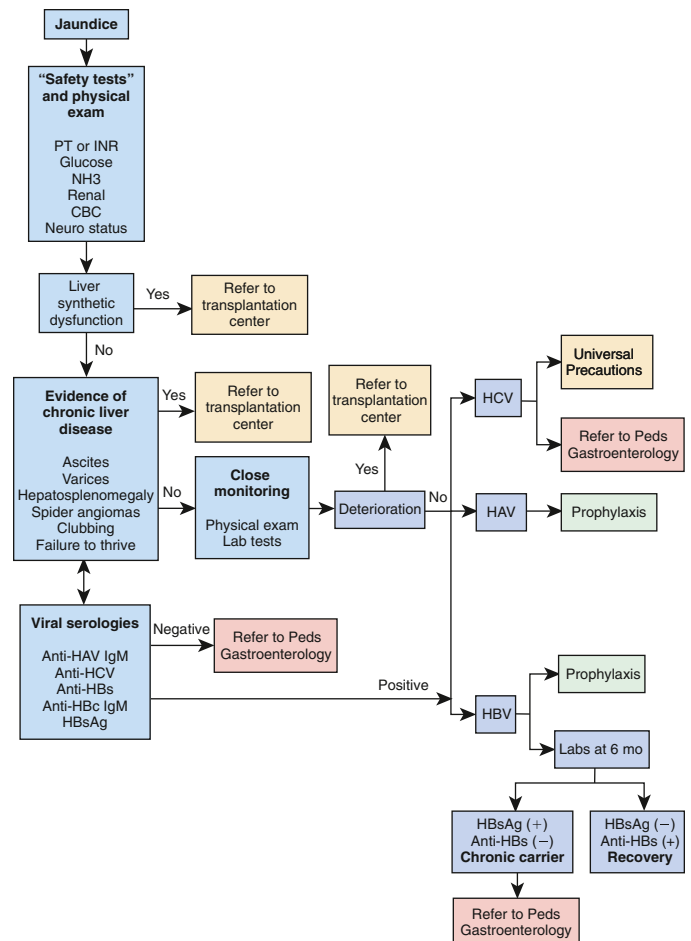 Jaundice
“Safety tests”
and physical
exam
PT or INR
Glucose
NH3
Renal
CBC
Neuro status
Liver
synthetic
dysfunction
Yes
Refer to
transplantation
center
No
Evidence of
chronic liver
disease
Ascites
Varices
Hepatosplenomegaly
Spider angiomas
Clubbing
Failure to thrive
Yes
Refer to
transplantation
center
No
Close
monitoring
Physical exam
Lab tests
Deterioration
Yes
Refer to
transplantation
center
No
HCV
Universal
Precautions
Refer to Peds
Gastroenterology
HAV
Prophylaxis
Viral serologies
Anti-HAV IgM
Anti-HCV
Anti-HBs
Anti-HBc IgM
HBsAg
Negative
Refer to Peds
Gastroenterology
Positive
HBV
Prophylaxis
Labs at 6 mo
HBsAg (+)
Anti-HBs (−)
Chronic carrier
HBsAg (−)
Anti-HBs (+)
Recovery
Refer to Peds
Gastroenterology